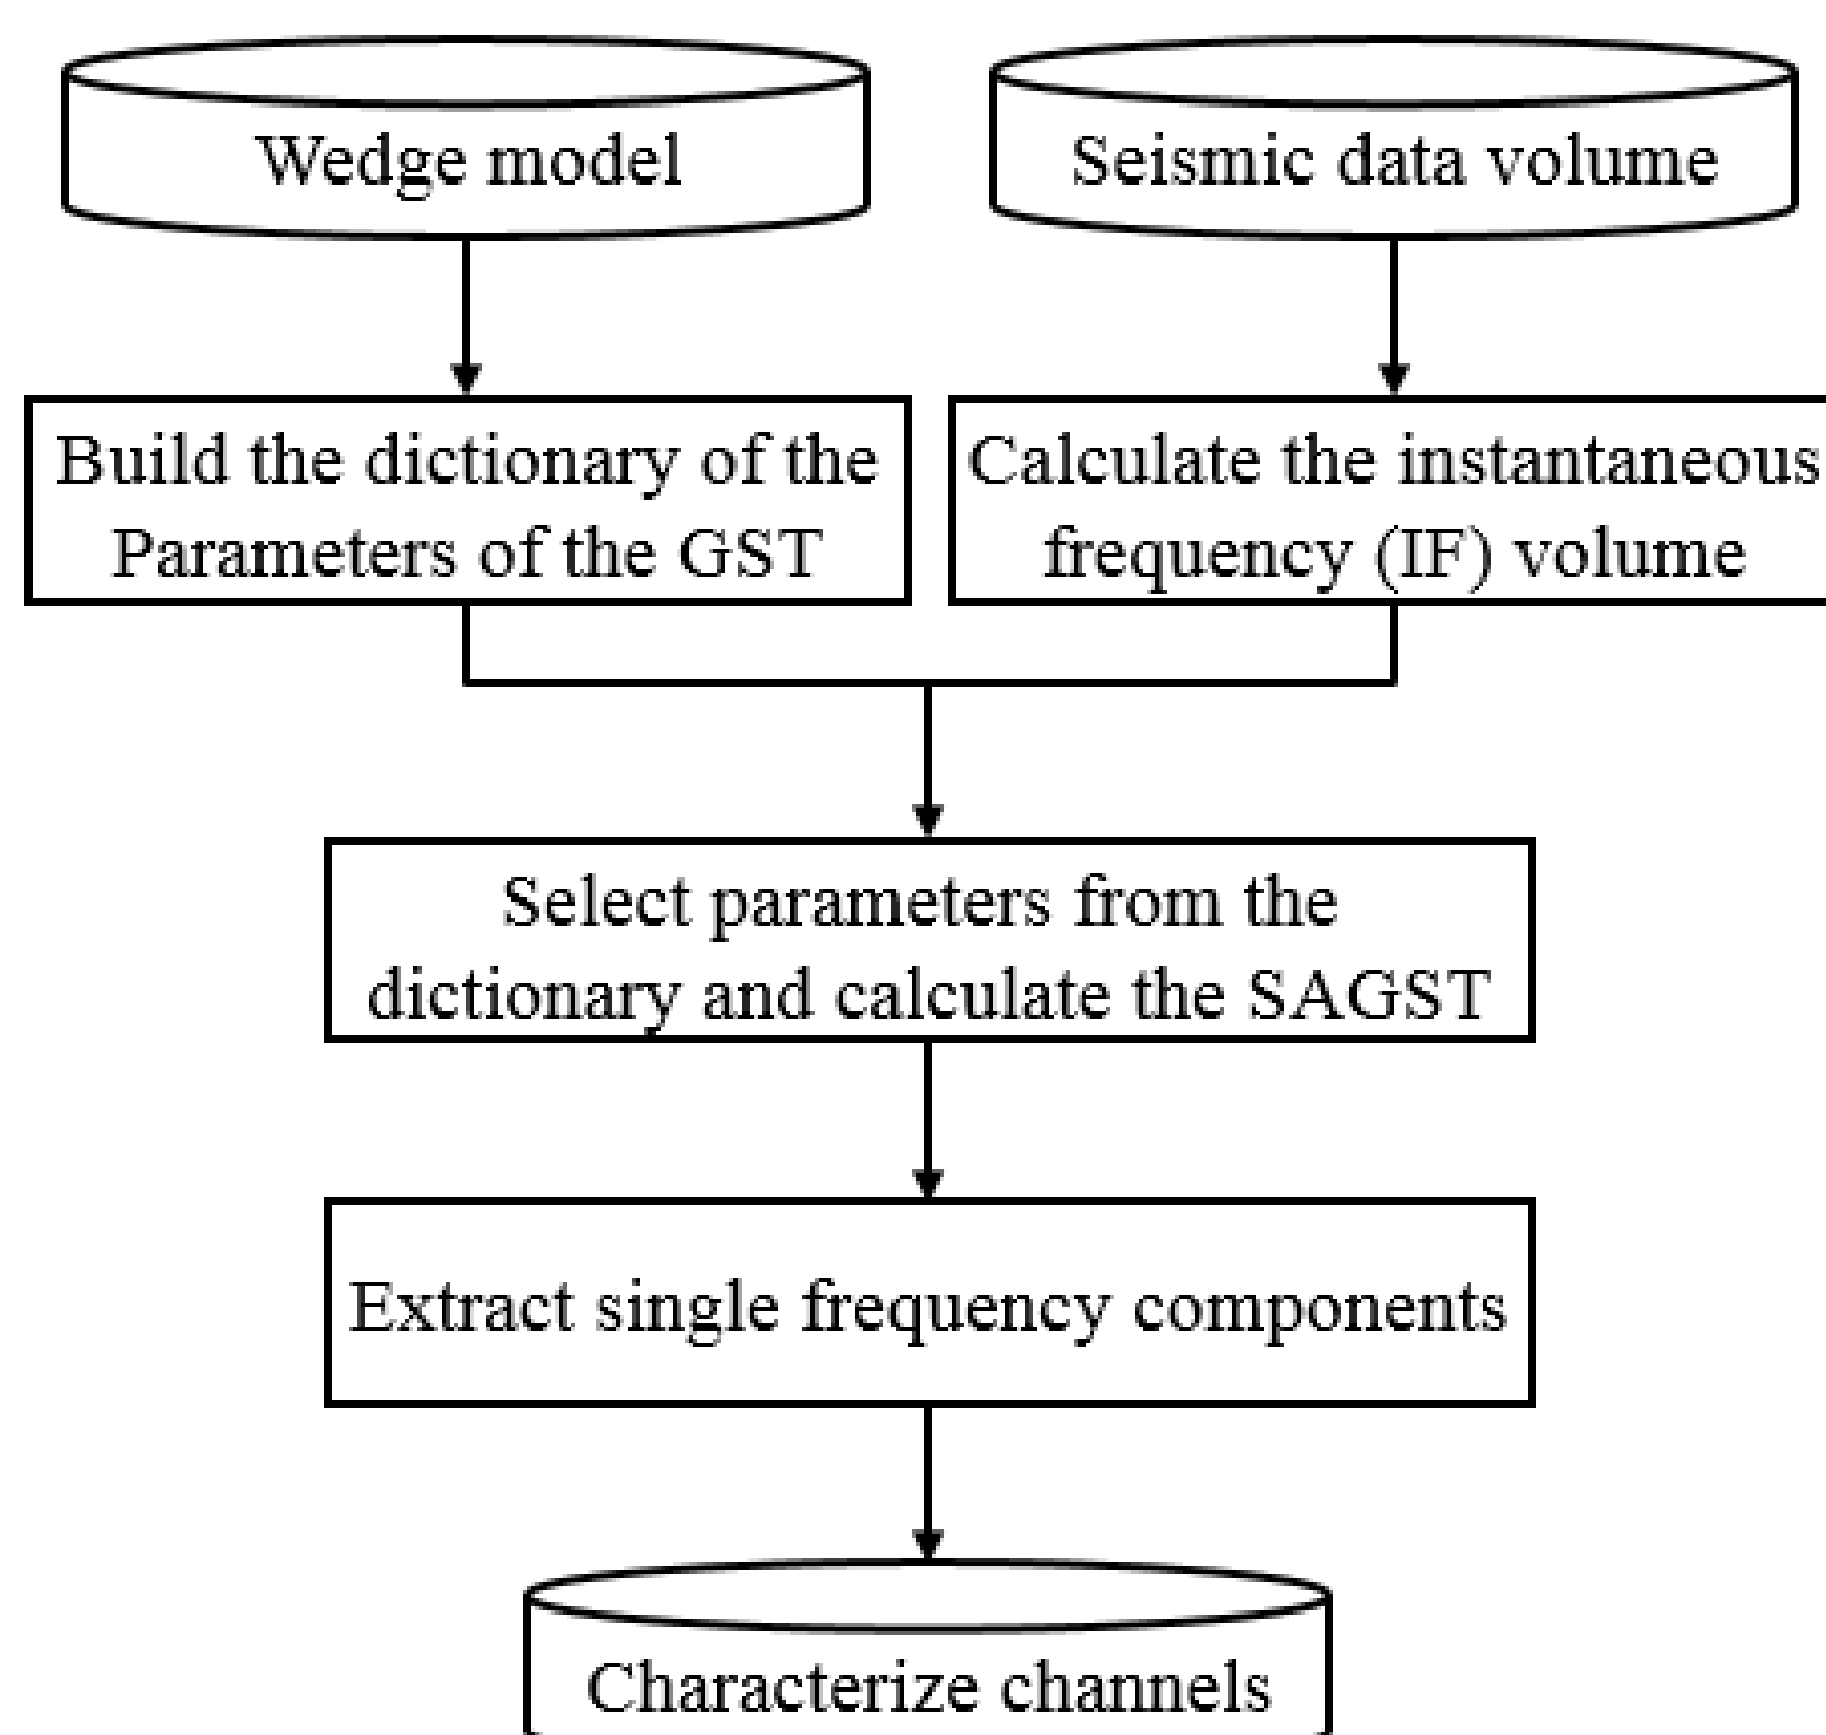 Wedge model
Seismic data volume
Build the dictionary of the
Parameters of the GST
Calculate the instantaneous
frequency (IF) volume
Select parameters from the
dictionary and calculate the SAGST
Extract single frequency components
Characterize channels